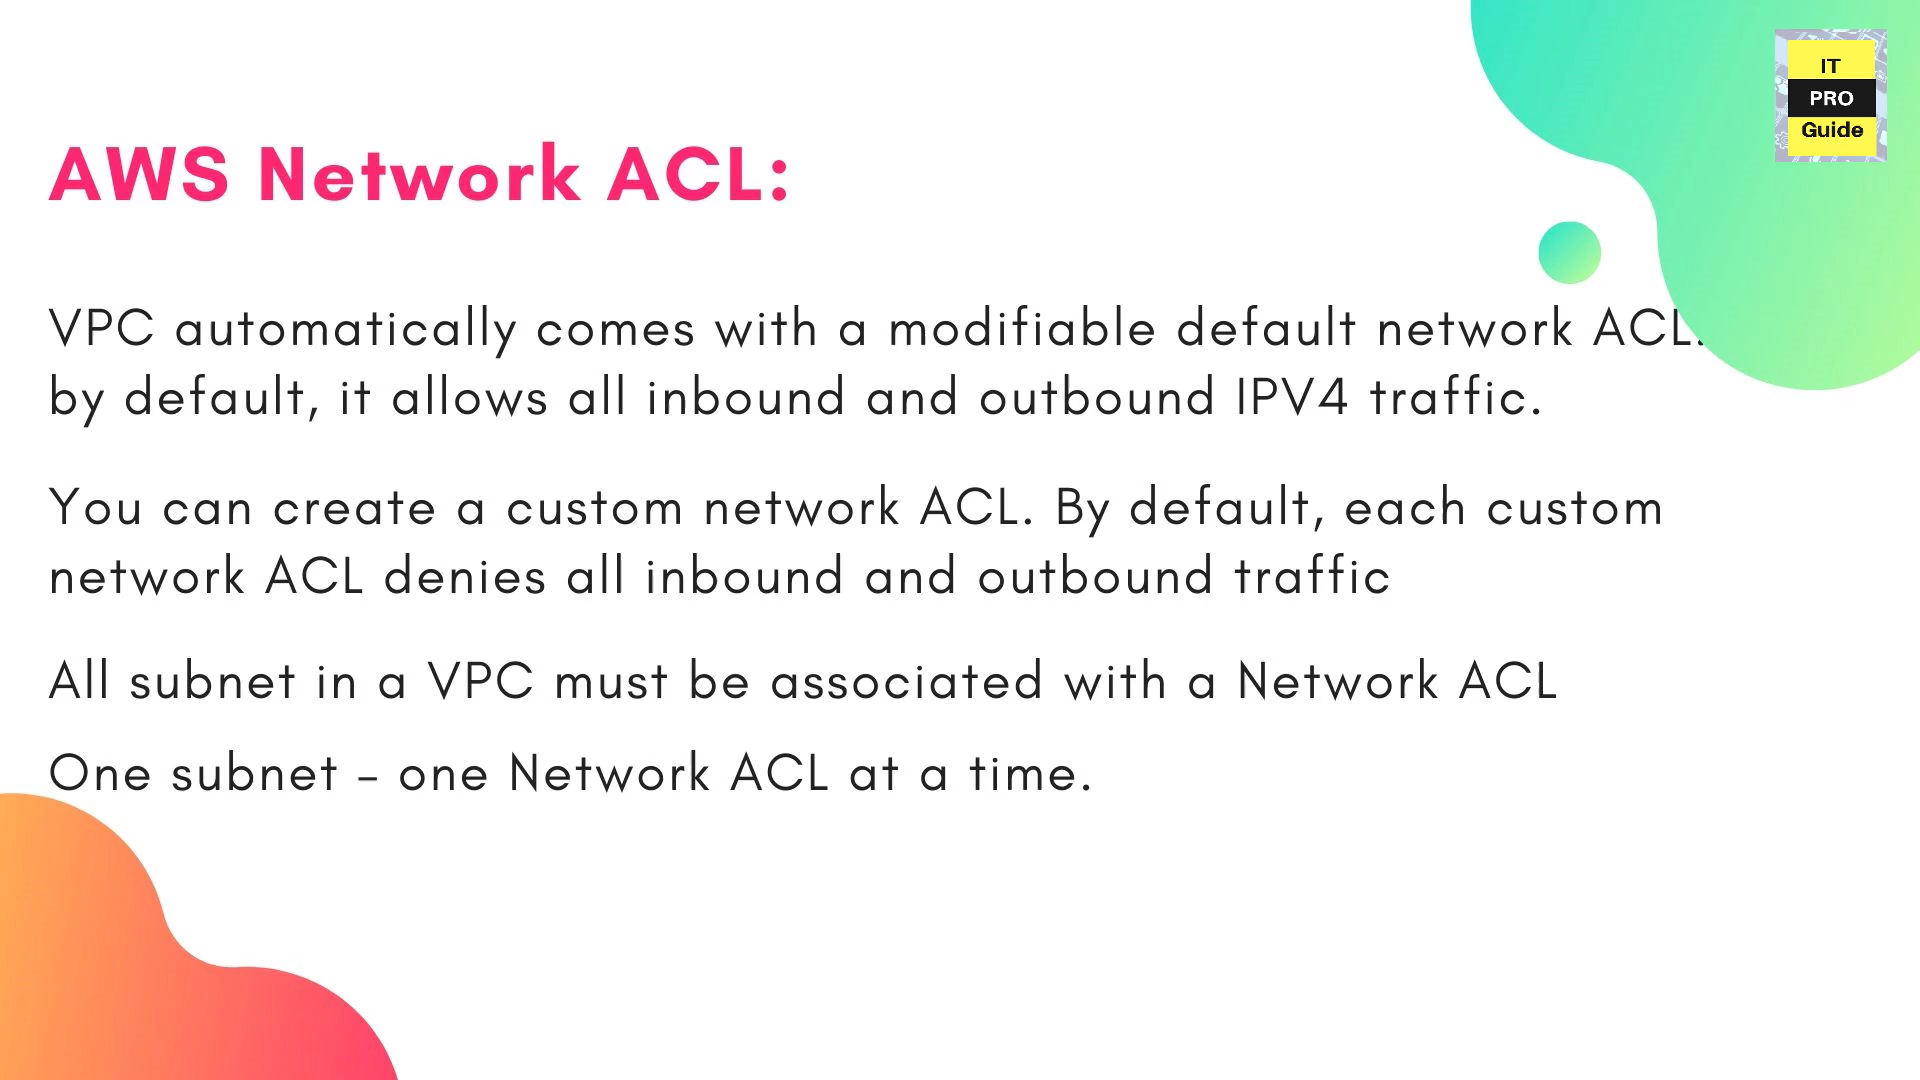 IT
PRO
Guide
AWS Network ACL:
VPC automatically comes with a modifiable default network ACL.
by default, it allows all inbound and outbound IPV4 traffic.
You can create a custom network ACL. By default, each custom
network ACL denies all inbound and outbound traffic
All subnet in a VPC must be associated with a Network ACL
One subnet - one Network ACL at a time.